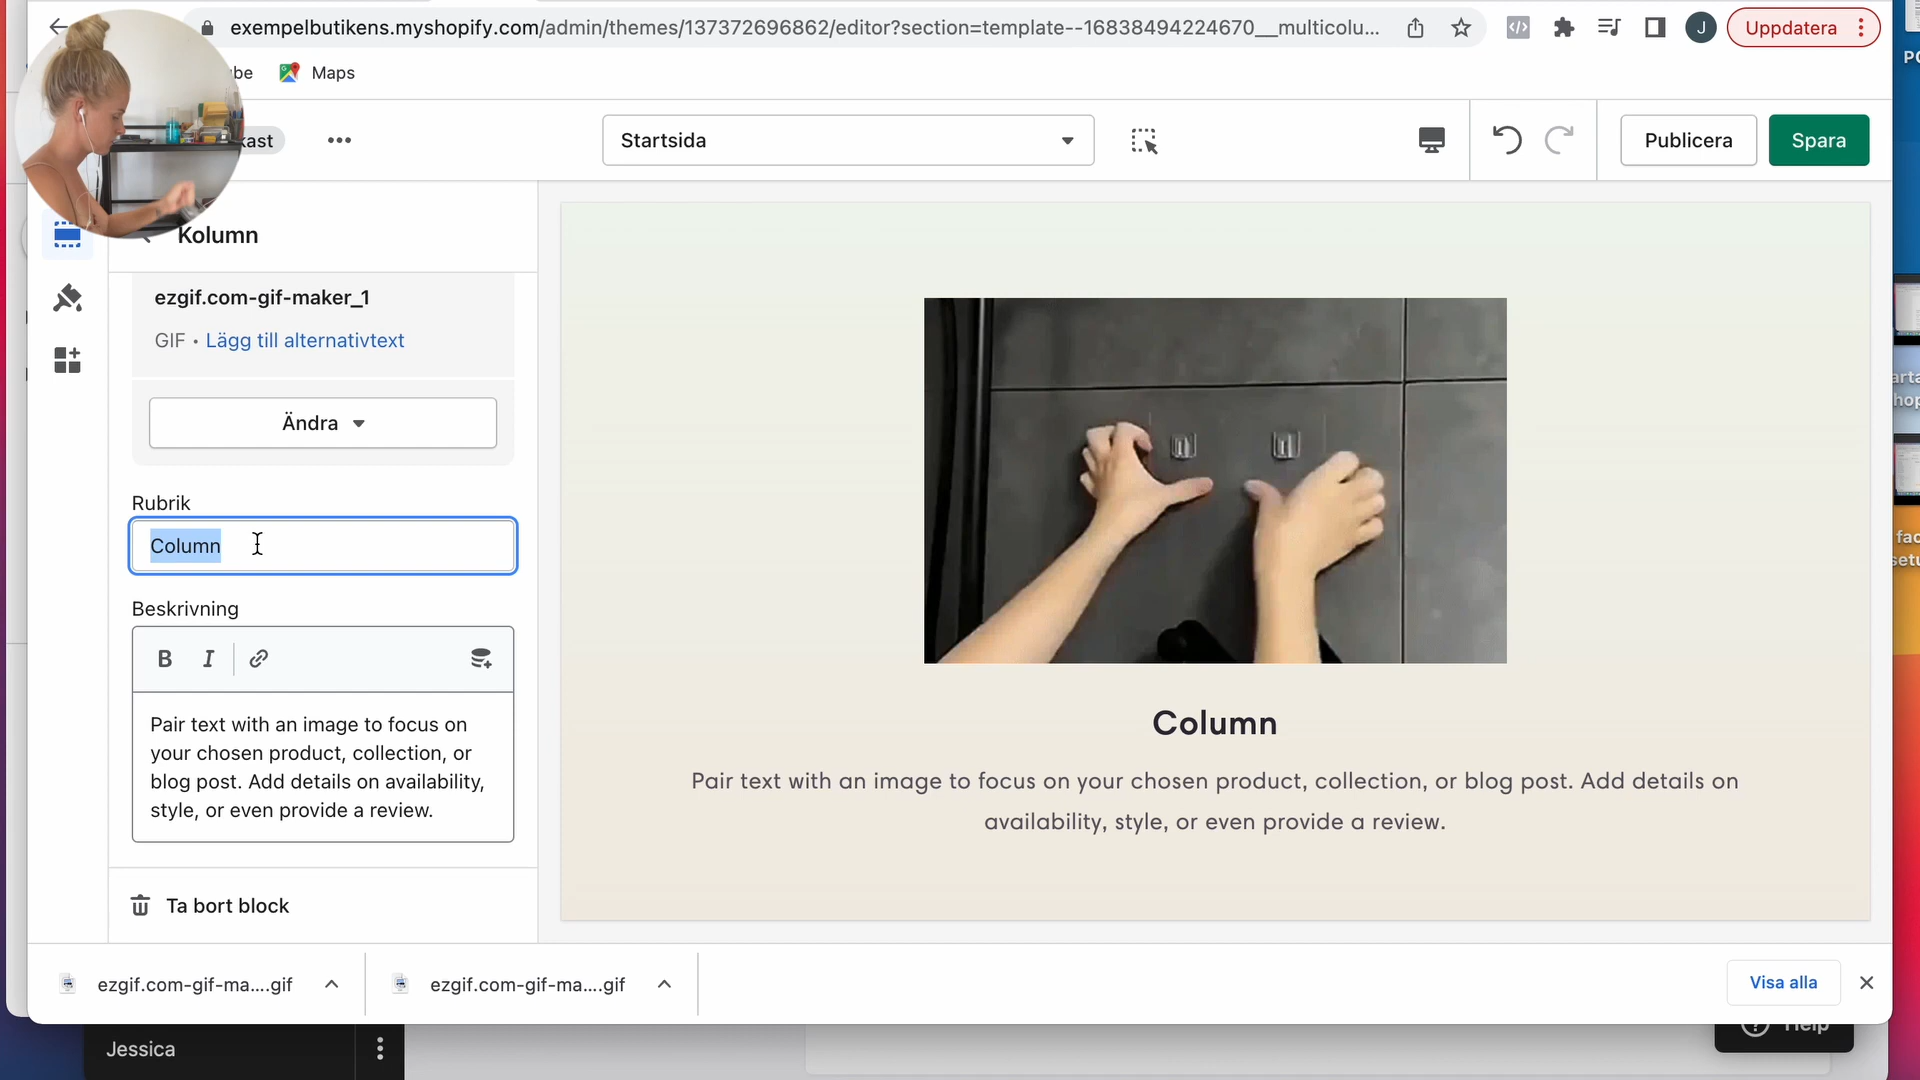 exempelbutikens.myshopify.com/admin/themes/137372696862/editor?section=template--16838494224670__multicolu...
J
Uppdatera
Maps
Startsida
Publicera
Spara
Kolumn
ezgif.com-gif-maker_1
GIF • Lägg till alternativtext
Ändra
Rubrik
Column
Beskrivning
B I
Pair text with an image to focus on
your chosen product, collection, or
blog post. Add details on availability,
style, or even provide a review.
Ta bort block
Column
Pair text with an image to focus on your chosen product, collection, or blog post. Add details on
availability, style, or even provide a review.
ezgif.com-gif-ma....gif
ezgif.com-gif-ma....gif
Visa alla
Jessica
Help